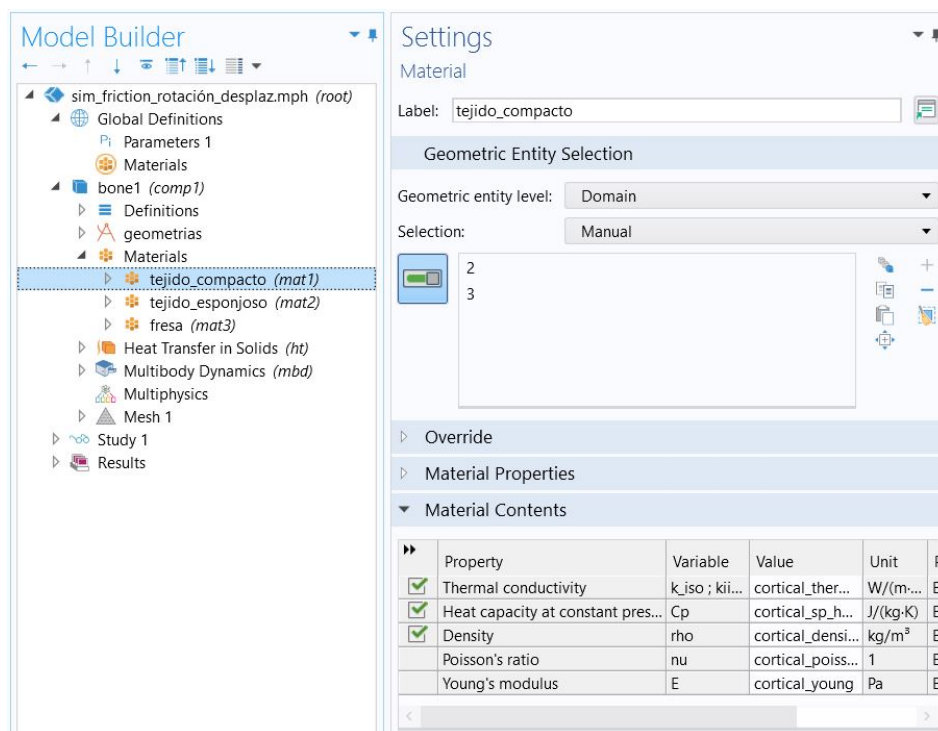 Model Builder
sim_friction_rotación_desplaz.mph (root)
Global Definitions
Pi Parameters 1
Materials
bone1 (comp1)
Definitions
geometrias
Materials
tejido_compacto (mat1)
tejido_esponjoso (mat2)
fresa (mat3)
Heat Transfer in Solids (ht)
Multibody Dynamics (mbd)
Multiphysics
Mesh 1
Study 1
Results
Settings
Material
Label: tejido_compacto
Geometric Entity Selection
Geometric entity level: Domain
Selection: Manual
2
3
Override
Material Properties
Material Contents
Property Variable Value Unit
Thermal conductivity k_iso ; kii... cortical_ther... W/(m·...
Heat capacity at constant pres... Cp cortical_sp_h... J/(kg·K)
Density rho cortical_densi... kg/m³
Poisson's ratio nu cortical_poiss... 1
Young's modulus E cortical_young Pa